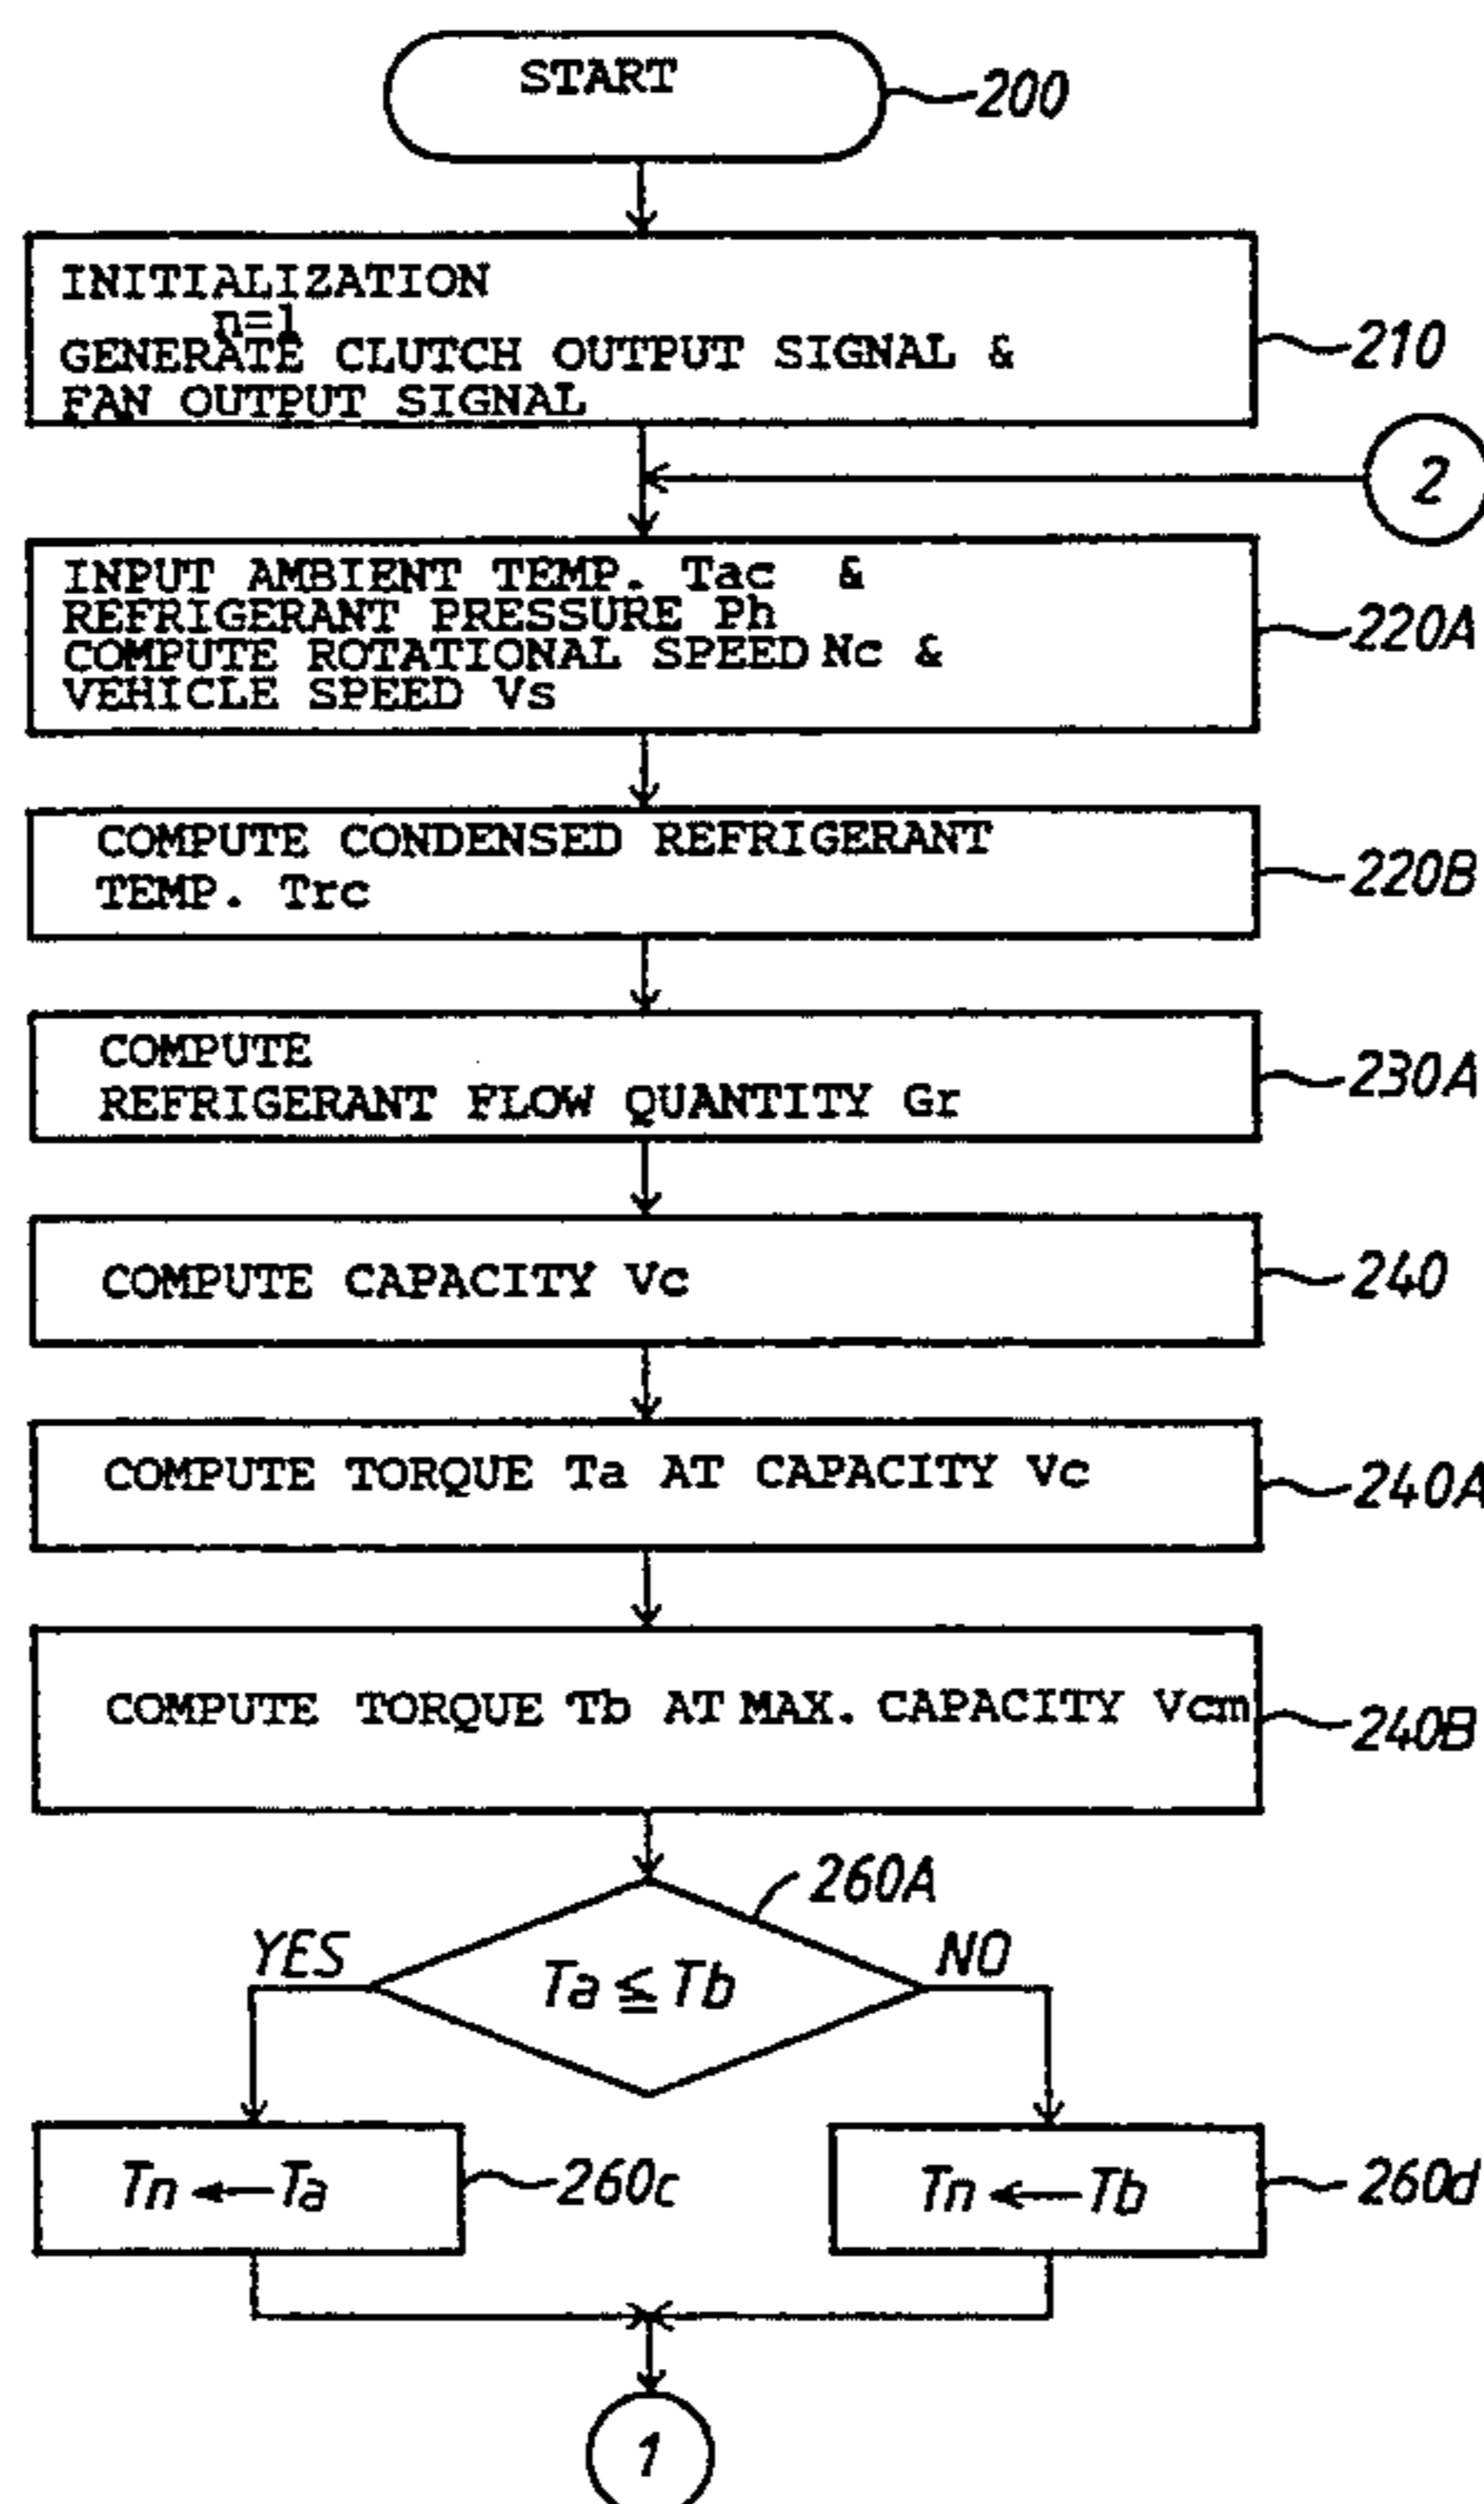 START
200
INITIALIZATION
n=1
GENERATE CLUTCH OUTPUT SIGNAL &
FAN OUTPUT SIGNAL
210
2
INPUT AMBIENT TEMP. Tac &
REFRIGERANT PRESSURE Ph
COMPUTE ROTATIONAL SPEED Nc &
VEHICLE SPEED Vs
220A
COMPUTE CONDENSED REFRIGERANT
TEMP. Trc
220B
COMPUTE
REFRIGERANT FLOW QUANTITY Gr
230A
COMPUTE CAPACITY Vc
240
COMPUTE TORQUE Ta AT CAPACITY Vc
240A
COMPUTE TORQUE Tb AT MAX. CAPACITY Vcm
240B
260A
YES
Ta ≦ Tb
NO
Tn ← Ta
260c
Tn ← Tb
260d
1